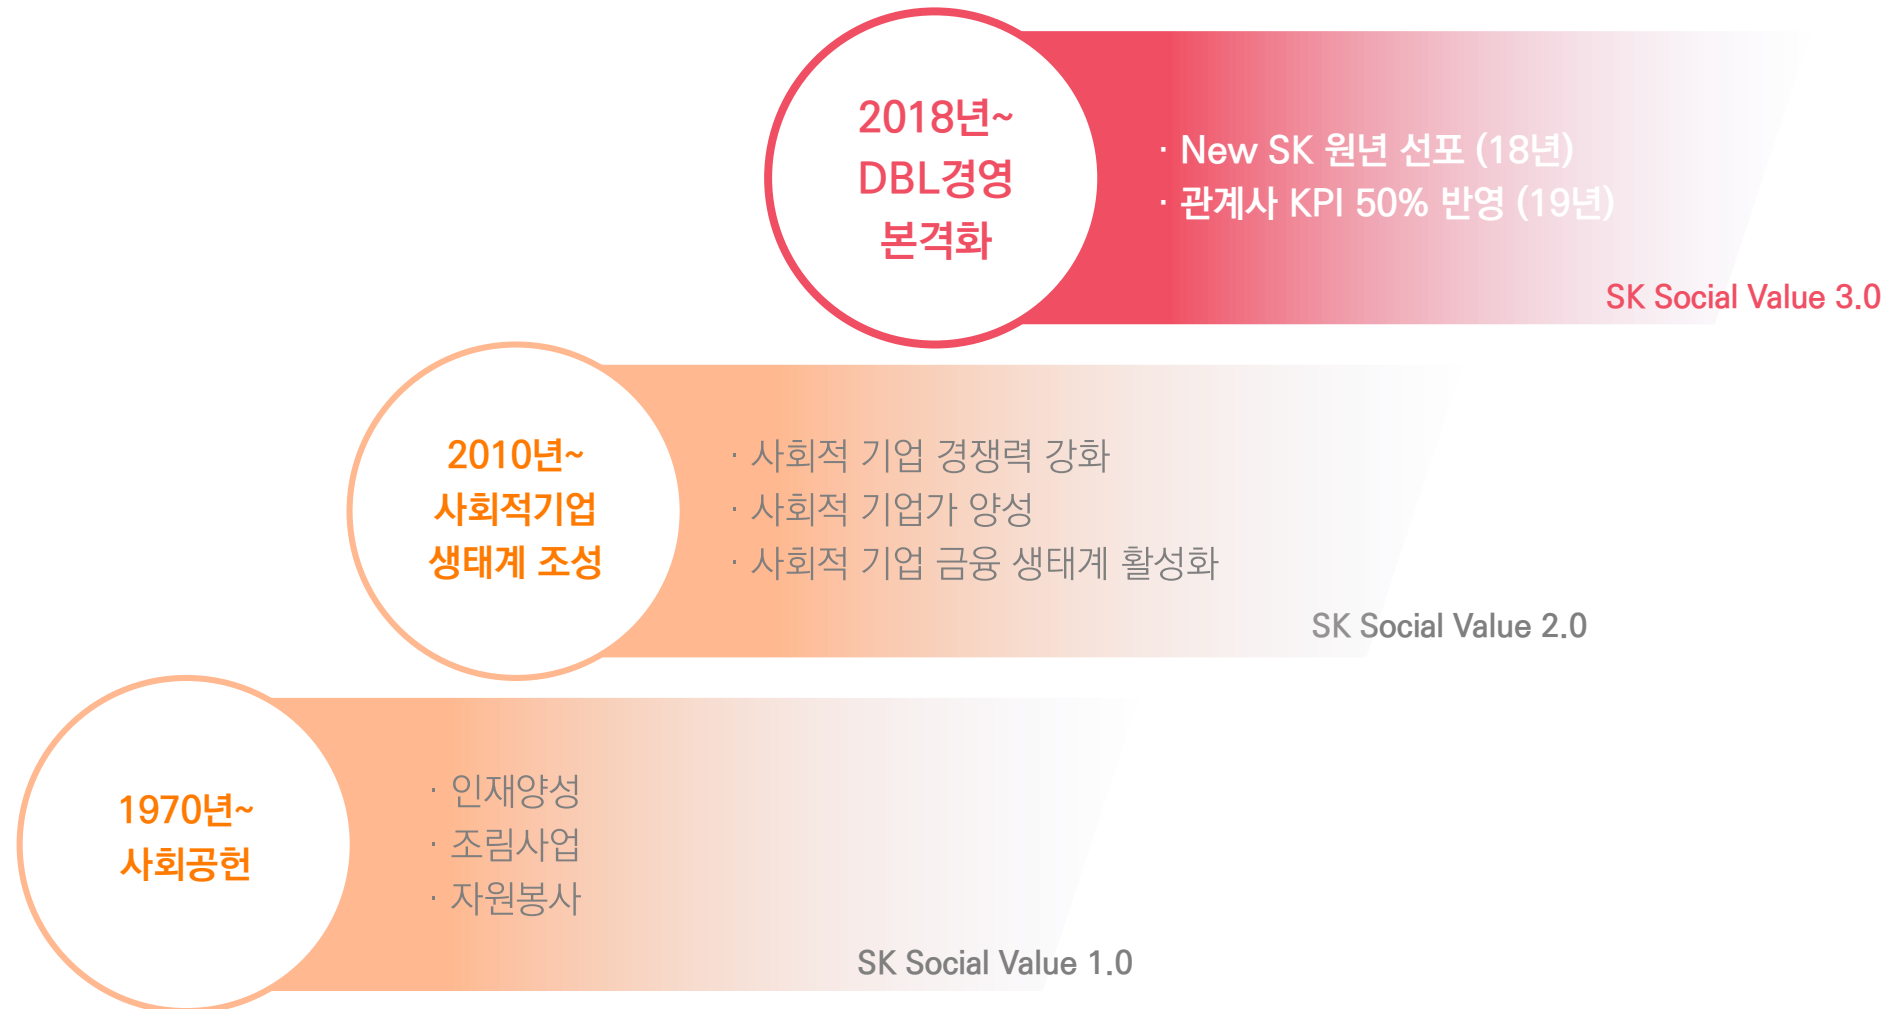 2018년~
DBL경영
본격화
· New SK 원년 선포 (18년)
· 관계사 KPI 50% 반영 (19년)
SK Social Value 3.0
2010년~
사회적기업
생태계 조성
· 사회적 기업 경쟁력 강화
· 사회적 기업가 양성
· 사회적 기업 금융 생태계 활성화
SK Social Value 2.0
1970년~
사회공헌
· 인재양성
· 조림사업
· 자원봉사
SK Social Value 1.0